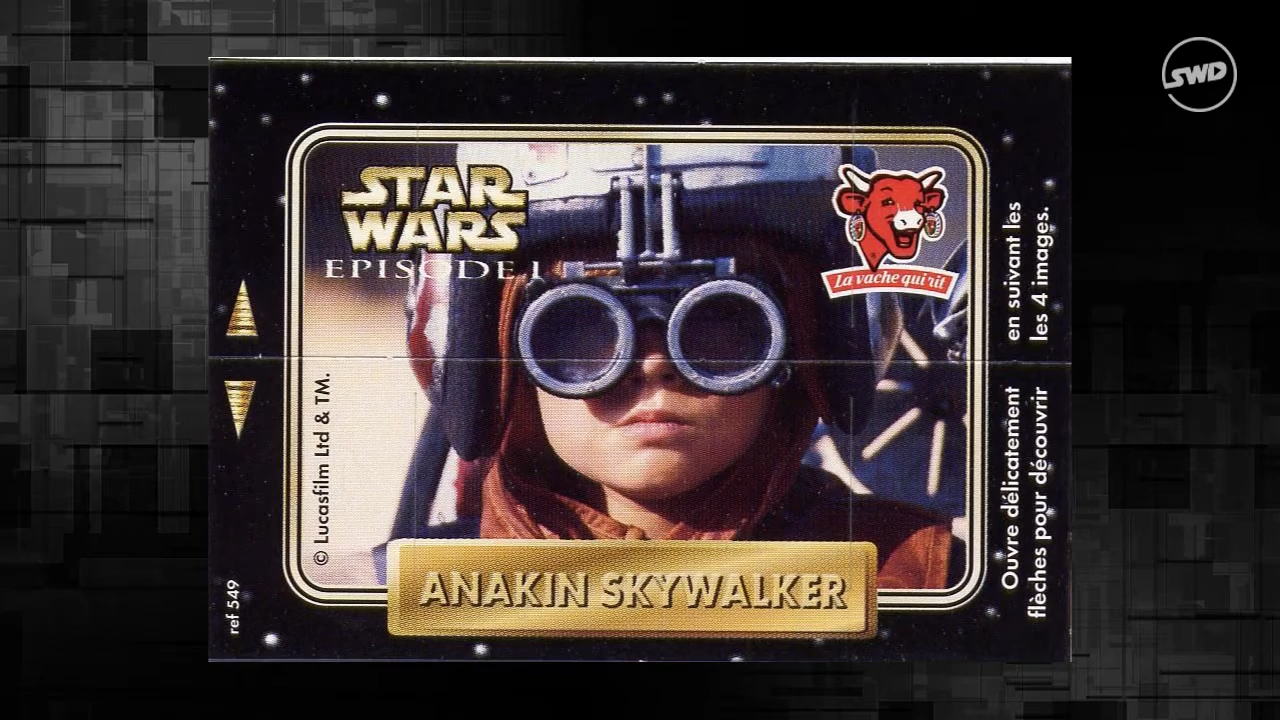 SWD
STAR
WARS
EPISODE I
La vache qui rit
© Lucasfilm Ltd & TM.
ANAKIN SKYWALKER
ref 549
Ouvre délicatement en suivant les
flèches pour découvrir les 4 images.